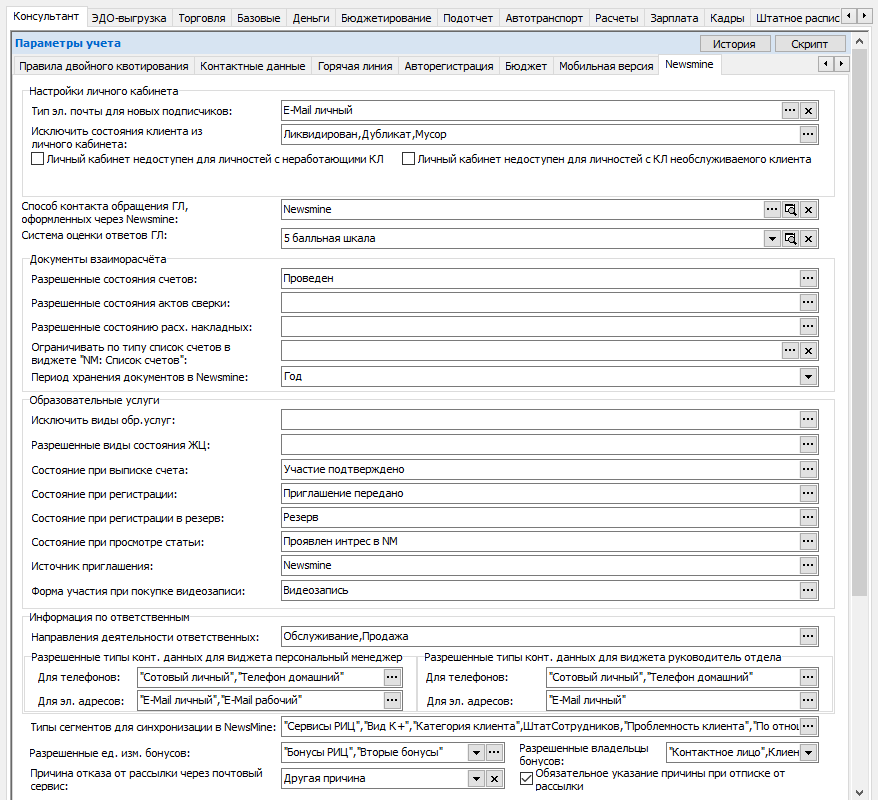 Консультант ЭДО-выгрузка Торговля Базовые Деньги Бюджетирование Подотчет Автотранспорт Расчеты Зарплата Кадры Штатное распис
Параметры учета История Скрипт
Правила двойного квотирования Контактные данные Горячая линия Авторегистрация Бюджет Мобильная версия Newsmine
Настройки личного кабинета
Тип эл. почты для новых подписчиков: E-Mail личный
Исключить состояния клиента из
личного кабинета: Ликвидирован,Дубликат,Мусор
Личный кабинет недоступен для личностей с неработающими КЛ Личный кабинет недоступен для личностей с КЛ необслуживаемого клиента
Способ контакта обращения ГЛ,
оформленных через Newsmine: Newsmine
Система оценки ответов ГЛ: 5 балльная шкала
Документы взаиморасчёта
Разрешенные состояния счетов: Проведен
Разрешенные состояния актов сверки:
Разрешенные состоянию расх. накладных:
Ограничивать по типу список счетов в
виджете "NM: Список счетов":
Период хранения документов в Newsmine: Год
Образовательные услуги
Исключить виды обр.услуг:
Разрешенные виды состояния ЖЦ:
Состояние при выписке счета: Участие подтверждено
Состояние при регистрации: Приглашение передано
Состояние при регистрации в резерв: Резерв
Состояние при просмотре статьи: Проявлен интрес в NM
Источник приглашения: Newsmine
Форма участия при покупке видеозаписи: Видеозапись
Информация по ответственным
Направления деятельности ответственных: Обслуживание,Продажа
Разрешенные типы конт. данных для виджета персональный менеджер Разрешенные типы конт. данных для виджета руководитель отдела
Для телефонов: "Сотовый личный","Телефон домашний" Для телефонов: "Сотовый личный","Телефон домашний"
Для эл. адресов: "E-Mail личный","E-Mail рабочий" Для эл. адресов: "E-Mail личный"
Типы сегментов для синхронизации в NewsMine: "Сервисы РИЦ","Вид К+","Категория клиента",ШтатСотрудников,"Проблемность клиента","По отнош
Разрешенные ед. изм. бонусов: "Бонусы РИЦ","Вторые бонусы" Разрешенные владельцы
бонусов: "Контактное лицо",Клиен
Причина отказа от рассылки через почтовый
сервис: Другая причина Обязательное указание причины при отписке от
рассылки